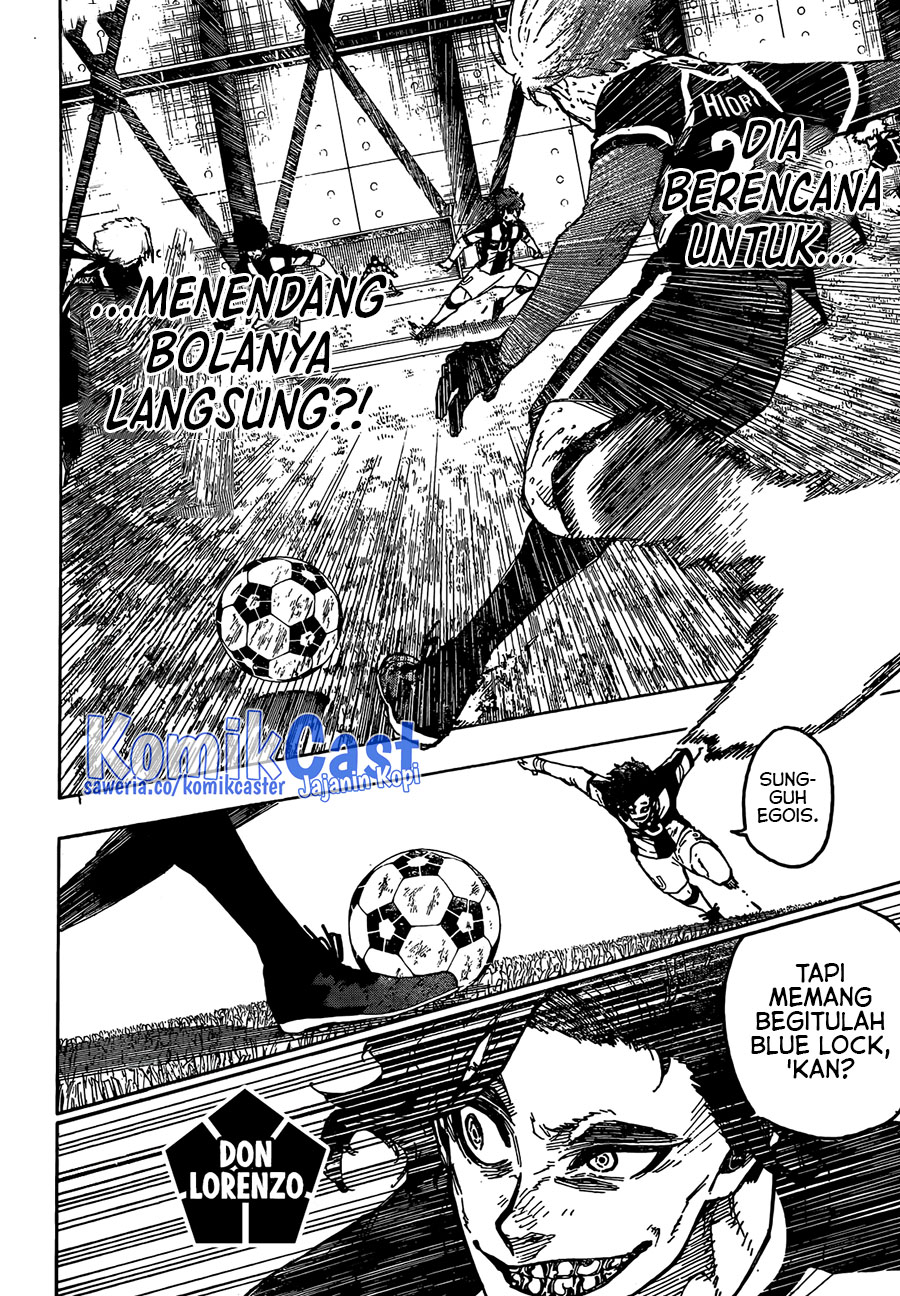 HIORI
DIA
BERENCANA
UNTUK...
...MENENDANG
BOLANYA
LANGSUNG?!
KomikCast
saweria.co/komikcaster
Jajanin Kopi
SUNG-
GUH
EGOIS.
TAPI
MEMANG
BEGITULAH
BLUE LOCK,
'KAN?
DON
LORENZO